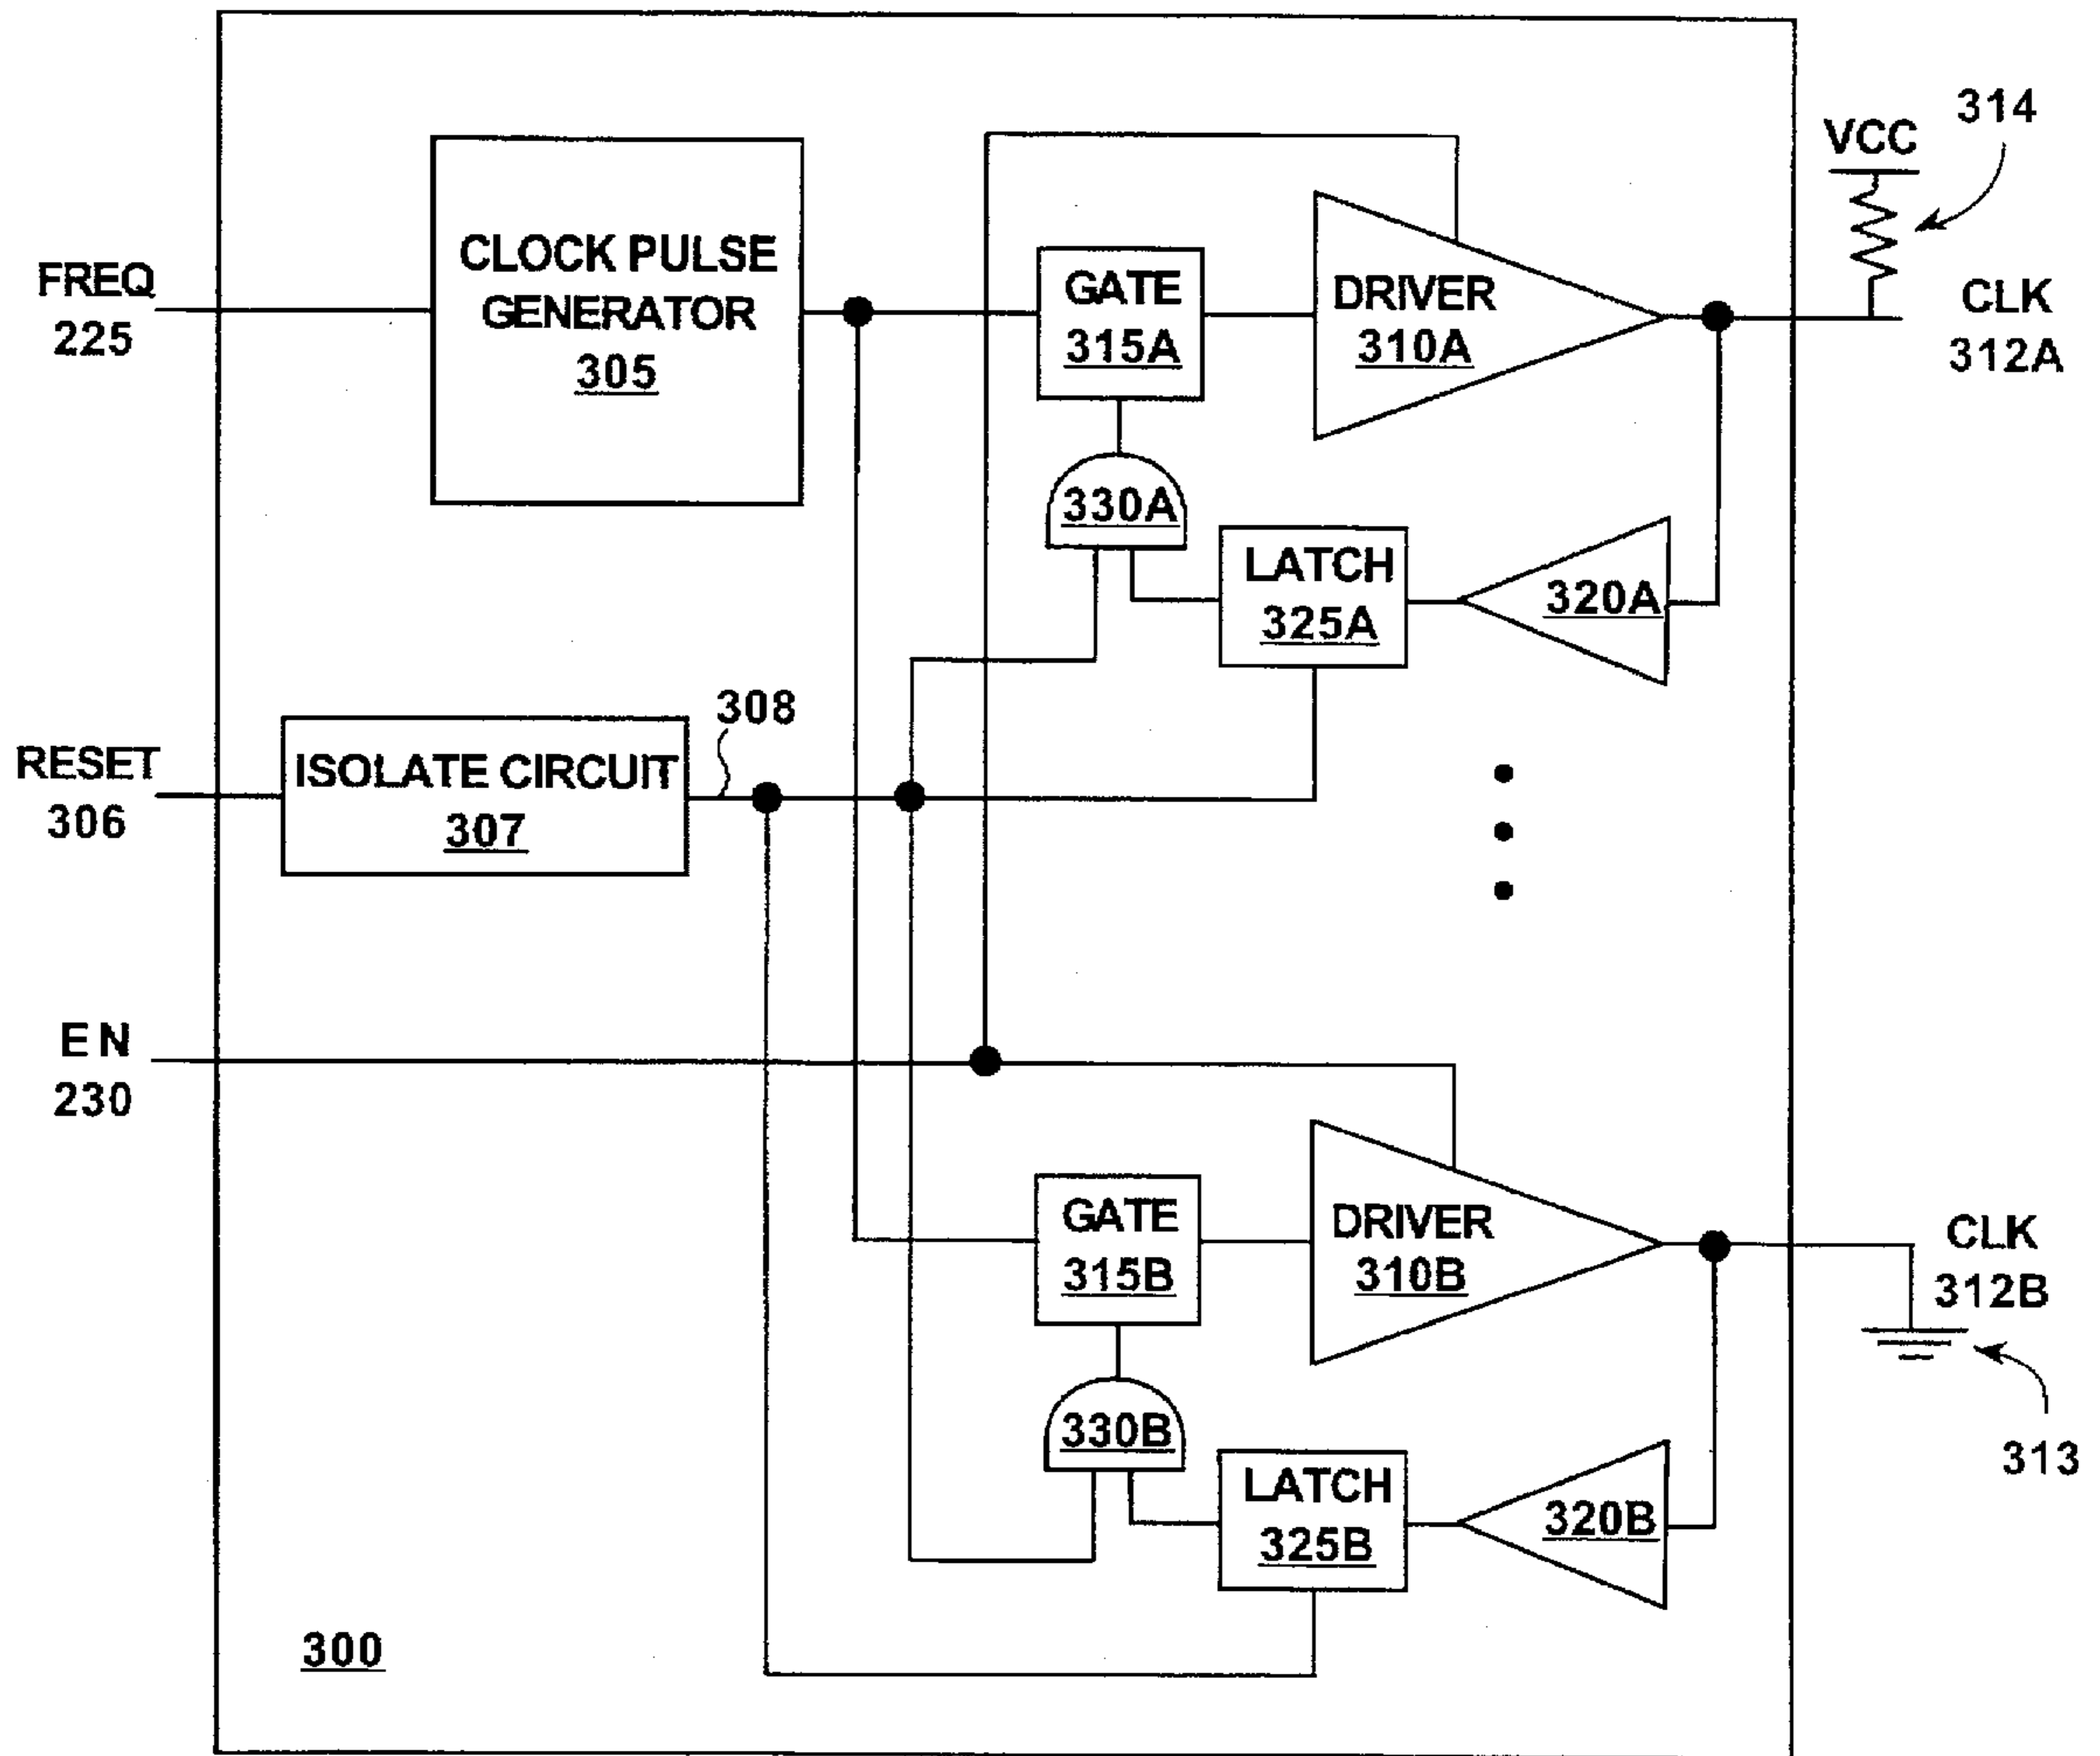 314
VCC
CLK
312A
FREQ
225
CLOCK PULSE
GENERATOR
305
GATE
315A
DRIVER
310A
330A
LATCH
325A
320A
308
RESET
306
ISOLATE CIRCUIT
307
EN
230
GATE
315B
DRIVER
310B
CLK
312B
330B
LATCH
325B
320B
313
300